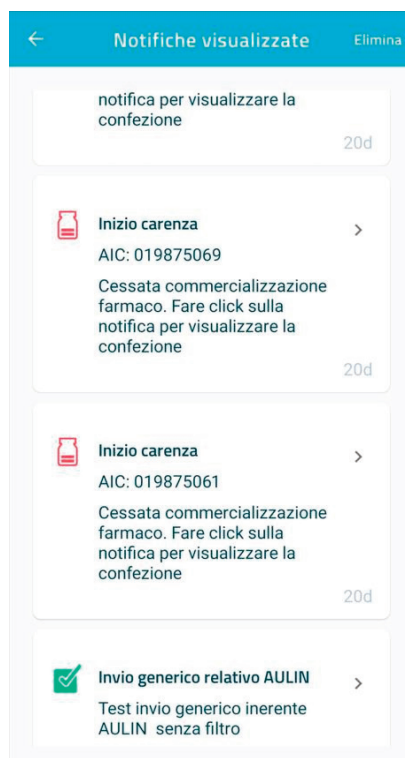 Notifiche visualizzate
Elimina
notifica per visualizzare la
confezione
20d
Inizio carenza
AIC: 019875069
Cessata commercializzazione
farmaco. Fare click sulla
notifica per visualizzare la
confezione
20d
Inizio carenza
AIC: 019875061
Cessata commercializzazione
farmaco. Fare click sulla
notifica per visualizzare la
confezione
20d
Invio generico relativo AULIN
Test invio generico inerente
AULIN senza filtro